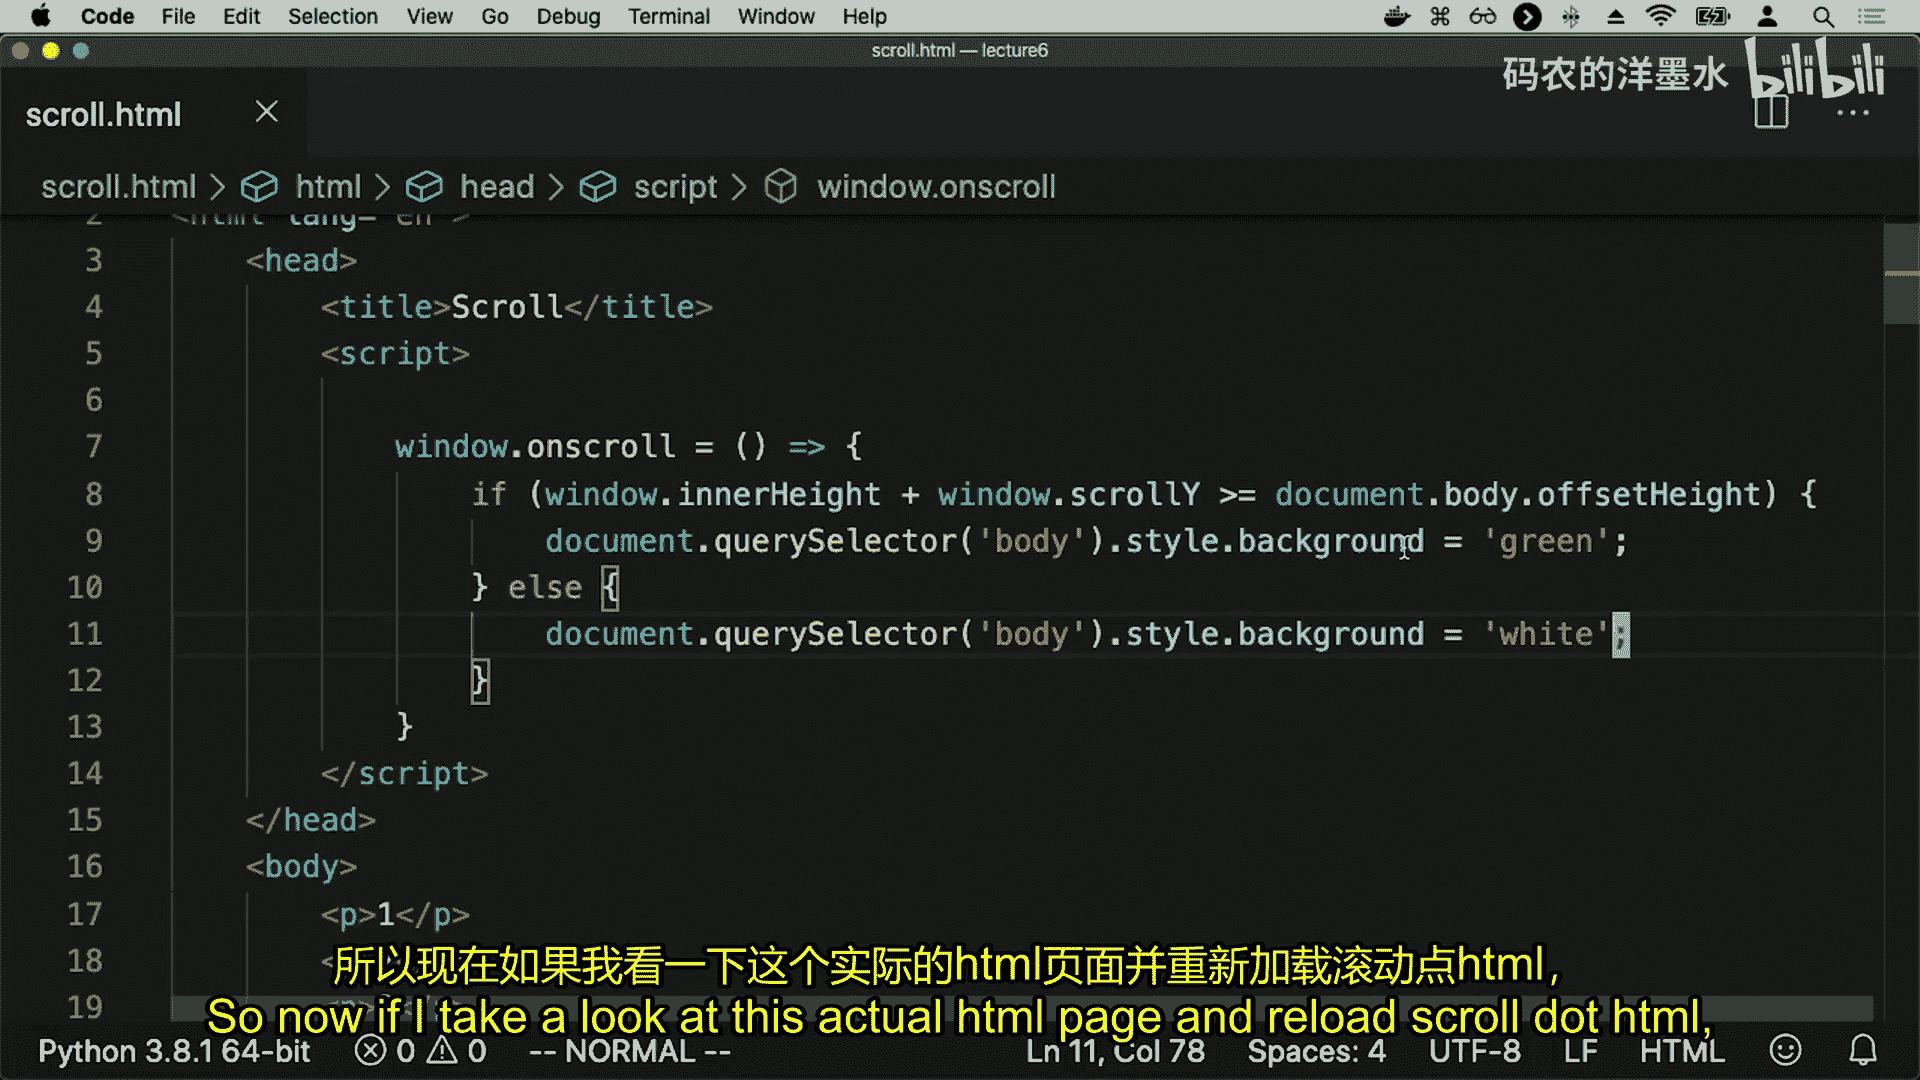 Code File Edit Selection View Go Debug Terminal Window Help
scroll.html — lecture6
码农的洋墨水 bilibili
scroll.html
scroll.html > html > head > script > window.onscroll
2 <html lang="en">
3 <head>
4 <title>Scroll</title>
5 <script>
6
7 window.onscroll = () => {
8 if (window.innerHeight + window.scrollY >= document.body.offsetHeight) {
9 document.querySelector('body').style.background = 'green';
10 } else {
11 document.querySelector('body').style.background = 'white';
12 }
13 }
14 </script>
15 </head>
16 <body>
17 <p>1</p>
18
19
所以现在如果我看一下这个实际的html页面并重新加载滚动点html，
So now if I take a look at this actual html page and reload scroll dot html,
Python 3.8.1 64-bit 0 0 -- NORMAL -- Ln 11, Col 78 Spaces: 4 UTF-8 LF HTML